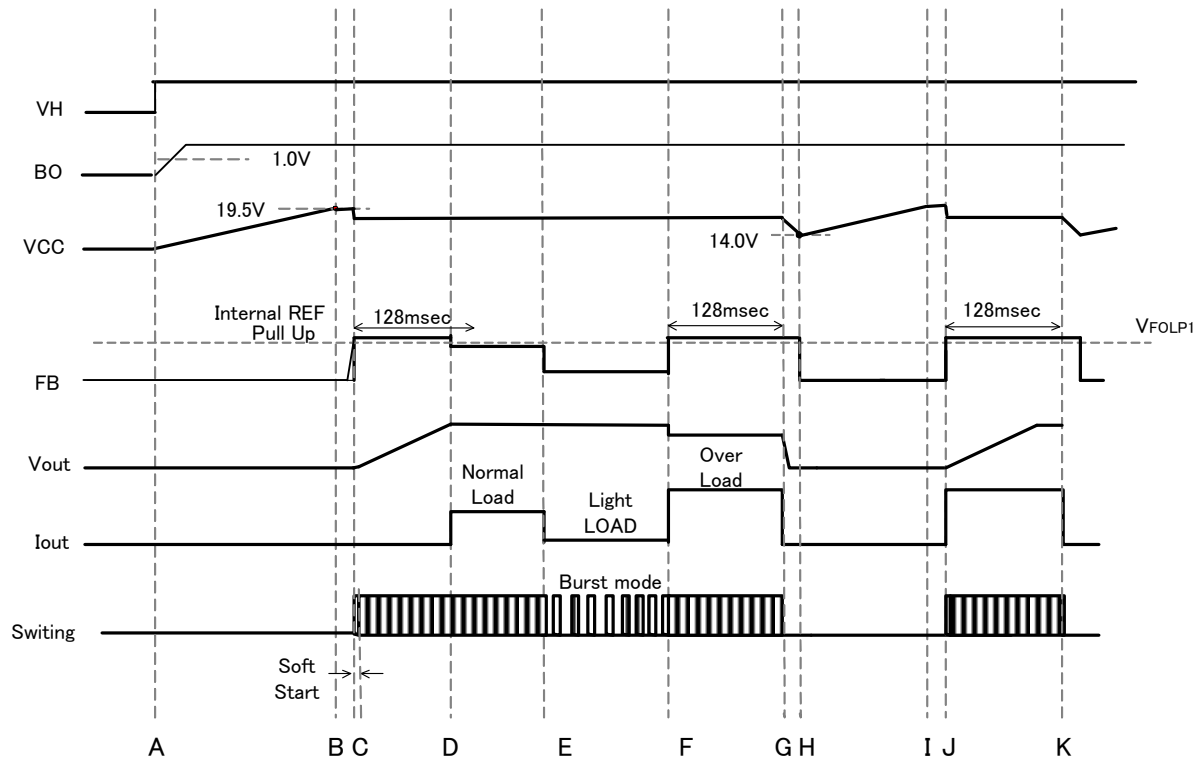 VH
1.0V
BO
19.5V
VCC
14.0V
Internal REF
Pull Up
128msec
128msec
128msec
VFOLP1
FB
Vout
Over
Load
Normal
Load
Light
LOAD
Iout
Burst mode
Switing
Soft
Start
A B C D E F G H I J K